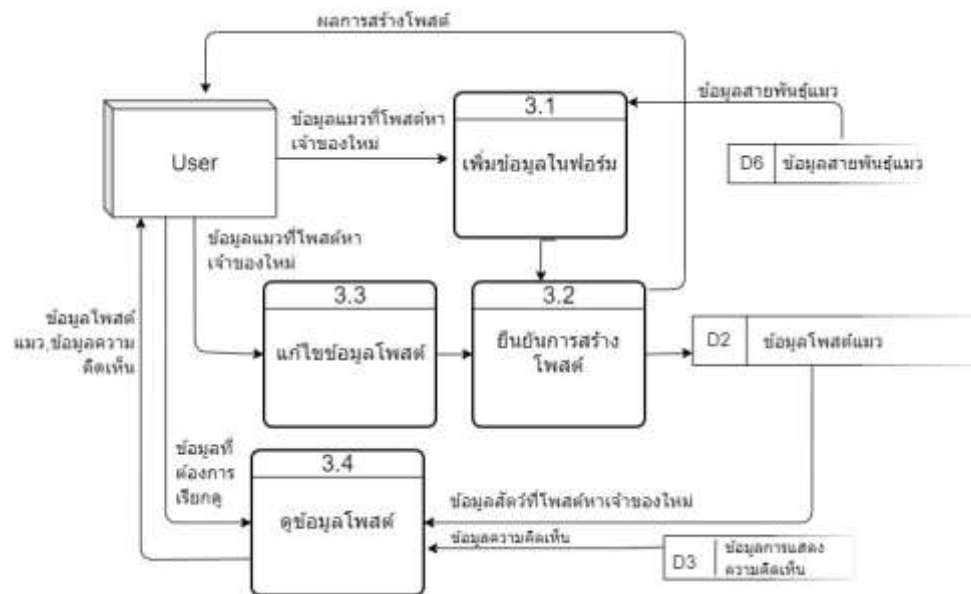 ผลการสร้างโพสต์
User
ข้อมูลแมวที่โพสต์หา
เจ้าของใหม่
3.1
เพิ่มข้อมูลในฟอร์ม
ข้อมูลสายพันธุ์แมว
D6
ข้อมูลสายพันธุ์แมว
ข้อมูลแมวที่โพสต์หา
เจ้าของใหม่
ข้อมูลโพสต์
แมว,ข้อมูลความ
คิดเห็น
3.3
แก้ไขข้อมูลโพสต์
3.2
ยืนยันการสร้าง
โพสต์
D2
ข้อมูลโพสต์แมว
ข้อมูลที่
ต้องการ
เรียกดู
3.4
ดูข้อมูลโพสต์
ข้อมูลสัตว์ที่โพสต์หาเจ้าของใหม่
ข้อมูลความคิดเห็น
D3
ข้อมูลการแสดง
ความคิดเห็น